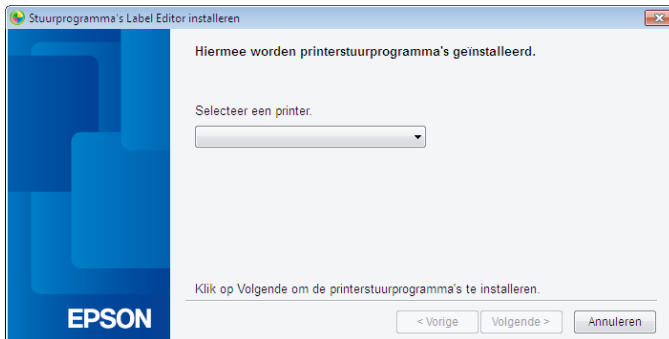 Stuurprogramma's Label Editor installeren
Hiermee worden printerstuurprogramma's geïnstalleerd.
Selecteer een printer.
Klik op Volgende om de printerstuurprogramma's te installeren.
EPSON
< Vorige
Volgende >
Annuleren